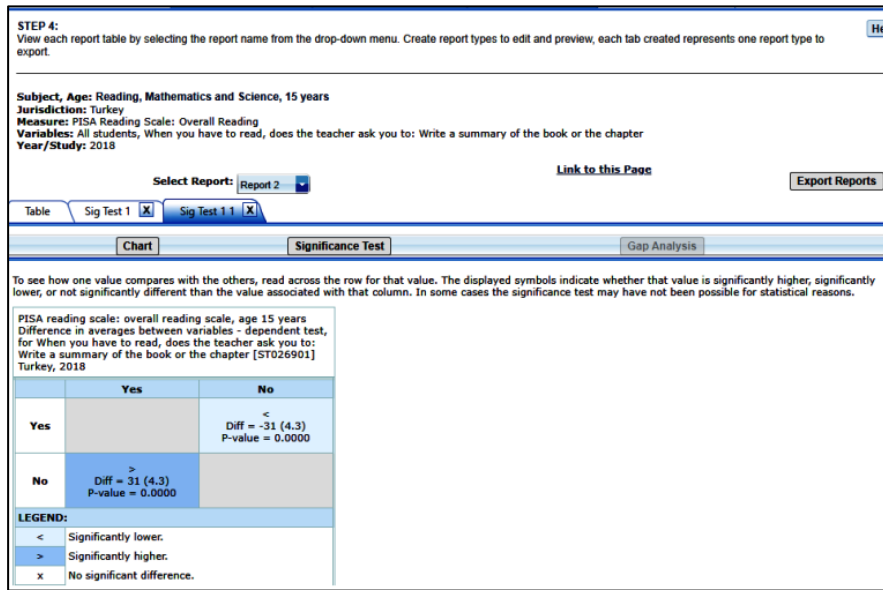 STEP 4:
View each report table by selecting the report name from the drop-down menu. Create report types to edit and preview, each tab created represents one report type to
export.
He
Subject, Age: Reading, Mathematics and Science, 15 years
Jurisdiction: Turkey
Measure: PISA Reading Scale: Overall Reading
Variables: All students, When you have to read, does the teacher ask you to: Write a summary of the book or the chapter
Year/Study: 2018
Link to this Page
Select Report: Report 2
Export Reports
Table Sig Test 1 X Sig Test 1 1 X
Chart Significance Test Gap Analysis
To see how one value compares with the others, read across the row for that value. The displayed symbols indicate whether that value is significantly higher, significantly
lower, or not significantly different than the value associated with that column. In some cases the significance test may have not been possible for statistical reasons.
PISA reading scale: overall reading scale, age 15 years
Difference in averages between variables - dependent test,
for When you have to read, does the teacher ask you to:
Write a summary of the book or the chapter [ST026901]
Turkey, 2018
Yes No
<
Yes Diff = -31 (4.3)
P-value = 0.0000
>
No Diff = 31 (4.3)
P-value = 0.0000
LEGEND:
< Significantly lower.
> Significantly higher.
x No significant difference.